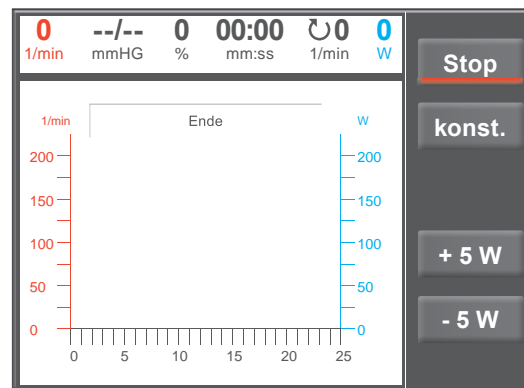 0 --/-- 0 00:00 ↻0 0
1/min mmHG % mm:ss 1/min W
Stop
konst.
+ 5 W
- 5 W
1/min Ende W
200 200
150 150
100 100
50 50
0 0
0 5 10 15 20 25